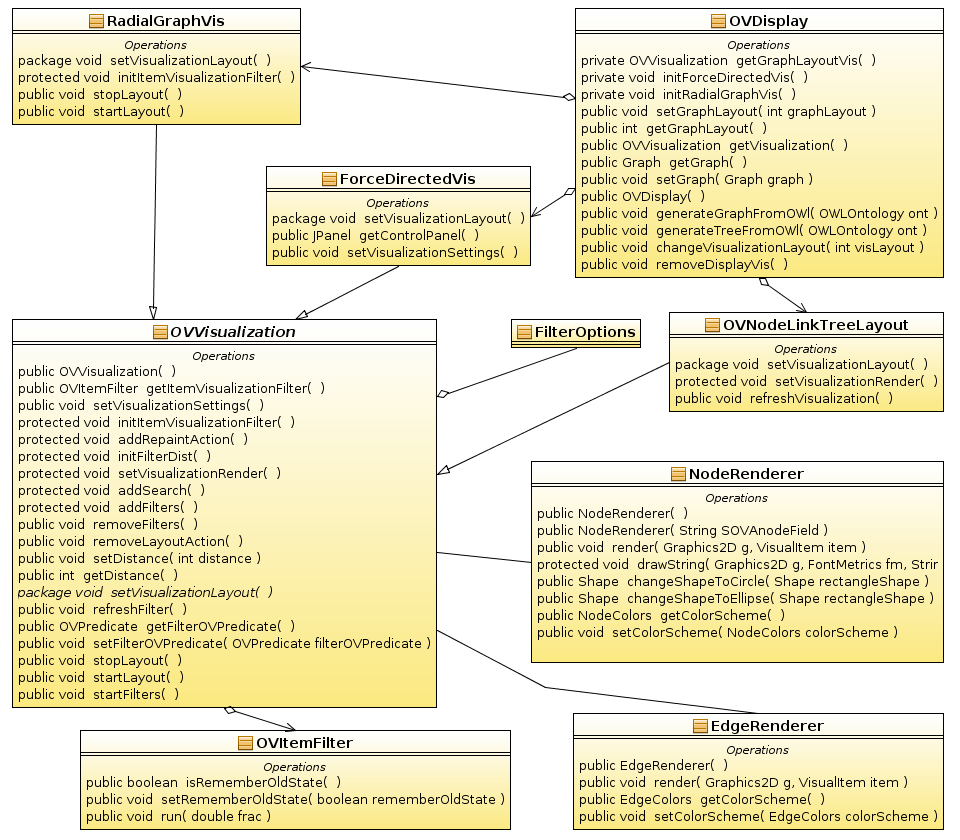 RadialGraphVis
Operations
package void setVisualizationLayout( )
protected void initItemVisualizationFilter( )
public void stopLayout( )
public void startLayout( )
OVDisplay
Operations
private OVVisualization getGraphLayoutVis( )
private void initForceDirectedVis( )
private void initRadialGraphVis( )
public void setGraphLayout( int graphLayout )
public int getGraphLayout( )
public OVVisualization getVisualization( )
public Graph getGraph( )
public void setGraph( Graph graph )
public OVDisplay( )
public void generateGraphFromOWl( OWLOntology ont )
public void generateTreeFromOWl( OWLOntology ont )
public void changeVisualizationLayout( int visLayout )
public void removeDisplayVis( )
ForceDirectedVis
Operations
package void setVisualizationLayout( )
public JPanel getControlPanel( )
public void setVisualizationSettings( )
OVVisualization
Operations
public OVVisualization( )
public OVItemFilter getItemVisualizationFilter( )
public void setVisualizationSettings( )
protected void initItemVisualizationFilter( )
protected void addRepaintAction( )
protected void initFilterDist( )
protected void setVisualizationRender( )
protected void addSearch( )
protected void addFilters( )
public void removeFilters( )
public void removeLayoutAction( )
public void setDistance( int distance )
public int getDistance( )
package void setVisualizationLayout( )
public void refreshFilter( )
public OVPredicate getFilterOVPredicate( )
public void setFilterOVPredicate( OVPredicate filterOVPredicate )
public void stopLayout( )
public void startLayout( )
public void startFilters( )
FilterOptions
OVNodeLinkTreeLayout
Operations
package void setVisualizationLayout( )
protected void setVisualizationRender( )
public void refreshVisualization( )
NodeRenderer
Operations
public NodeRenderer( )
public NodeRenderer( String SOVAnodeField )
public void render( Graphics2D g, VisualItem item )
protected void drawString( Graphics2D g, FontMetrics fm, Strin
public Shape changeShapeToCircle( Shape rectangleShape )
public Shape changeShapeToEllipse( Shape rectangleShape )
public NodeColors getColorScheme( )
public void setColorScheme( NodeColors colorScheme )
OVItemFilter
Operations
public boolean isRememberOldState( )
public void setRememberOldState( boolean rememberOldState )
public void run( double frac )
EdgeRenderer
Operations
public EdgeRenderer( )
public void render( Graphics2D g, VisualItem item )
public EdgeColors getColorScheme( )
public void setColorScheme( EdgeColors colorScheme )